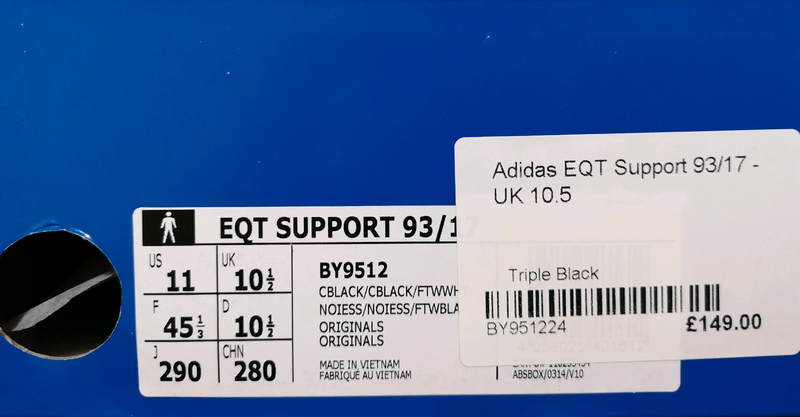 Adidas EQT Support 93/17 -
UK 10.5
Triple Black
BY951224
£149.00
EQT SUPPORT 93/17
US
11
UK
10½
F
45⅓
D
10½
J
290
CHN
280
BY9512
CBLACK/CBLACK/FTWWH
NOIESS/NOIESS/FTWBLA
ORIGINALS
ORIGINALS
MADE IN VIETNAM
FABRIQUÉ AU VIETNAM
ABSBOX/0314/V10